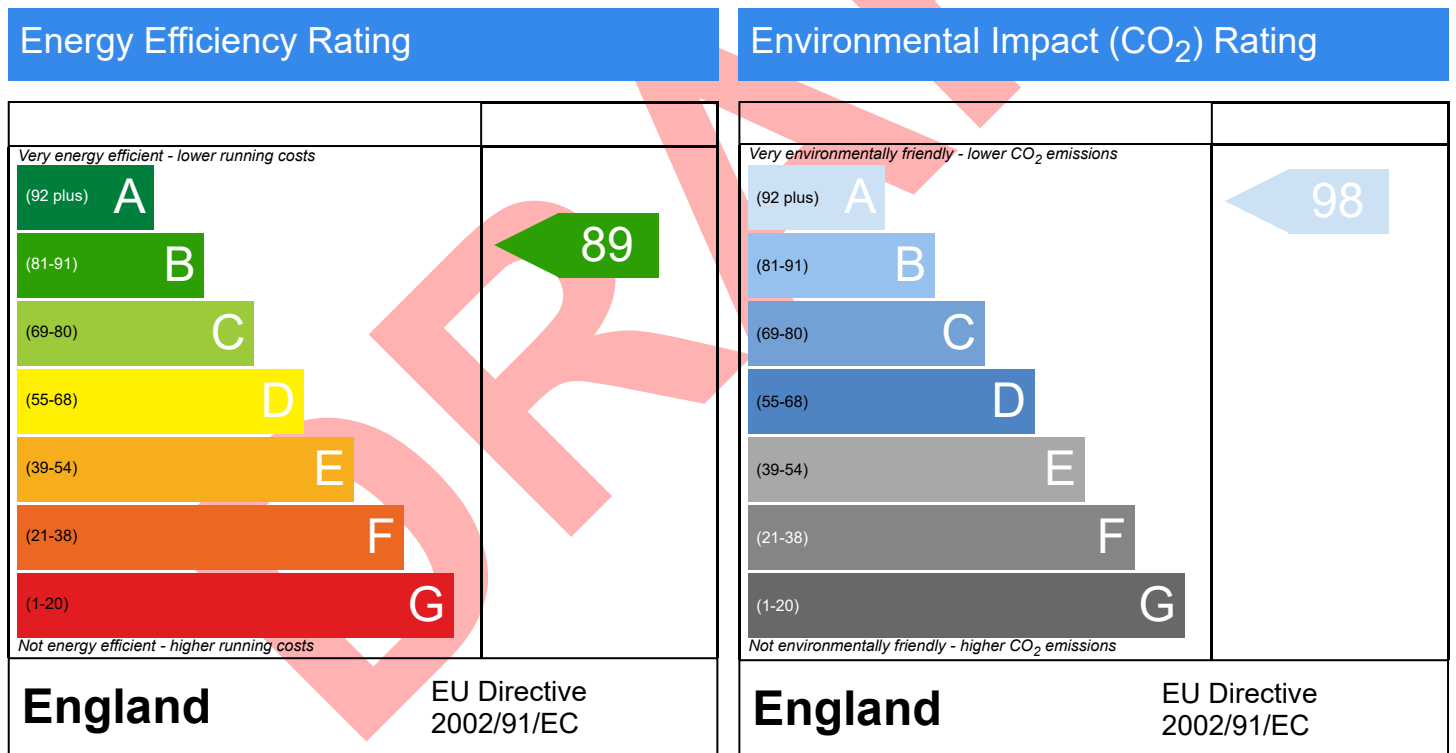 Energy Efficiency Rating
Very energy efficient - lower running costs
(92 plus) A
(81-91) B
89
(69-80) C
(55-68) D
(39-54) E
(21-38) F
(1-20) G
Not energy efficient - higher running costs
England
EU Directive
2002/91/EC
Environmental Impact (CO₂) Rating
Very environmentally friendly - lower CO₂ emissions
(92 plus) A
98
(81-91) B
(69-80) C
(55-68) D
(39-54) E
(21-38) F
(1-20) G
Not environmentally friendly - higher CO₂ emissions
England
EU Directive
2002/91/EC